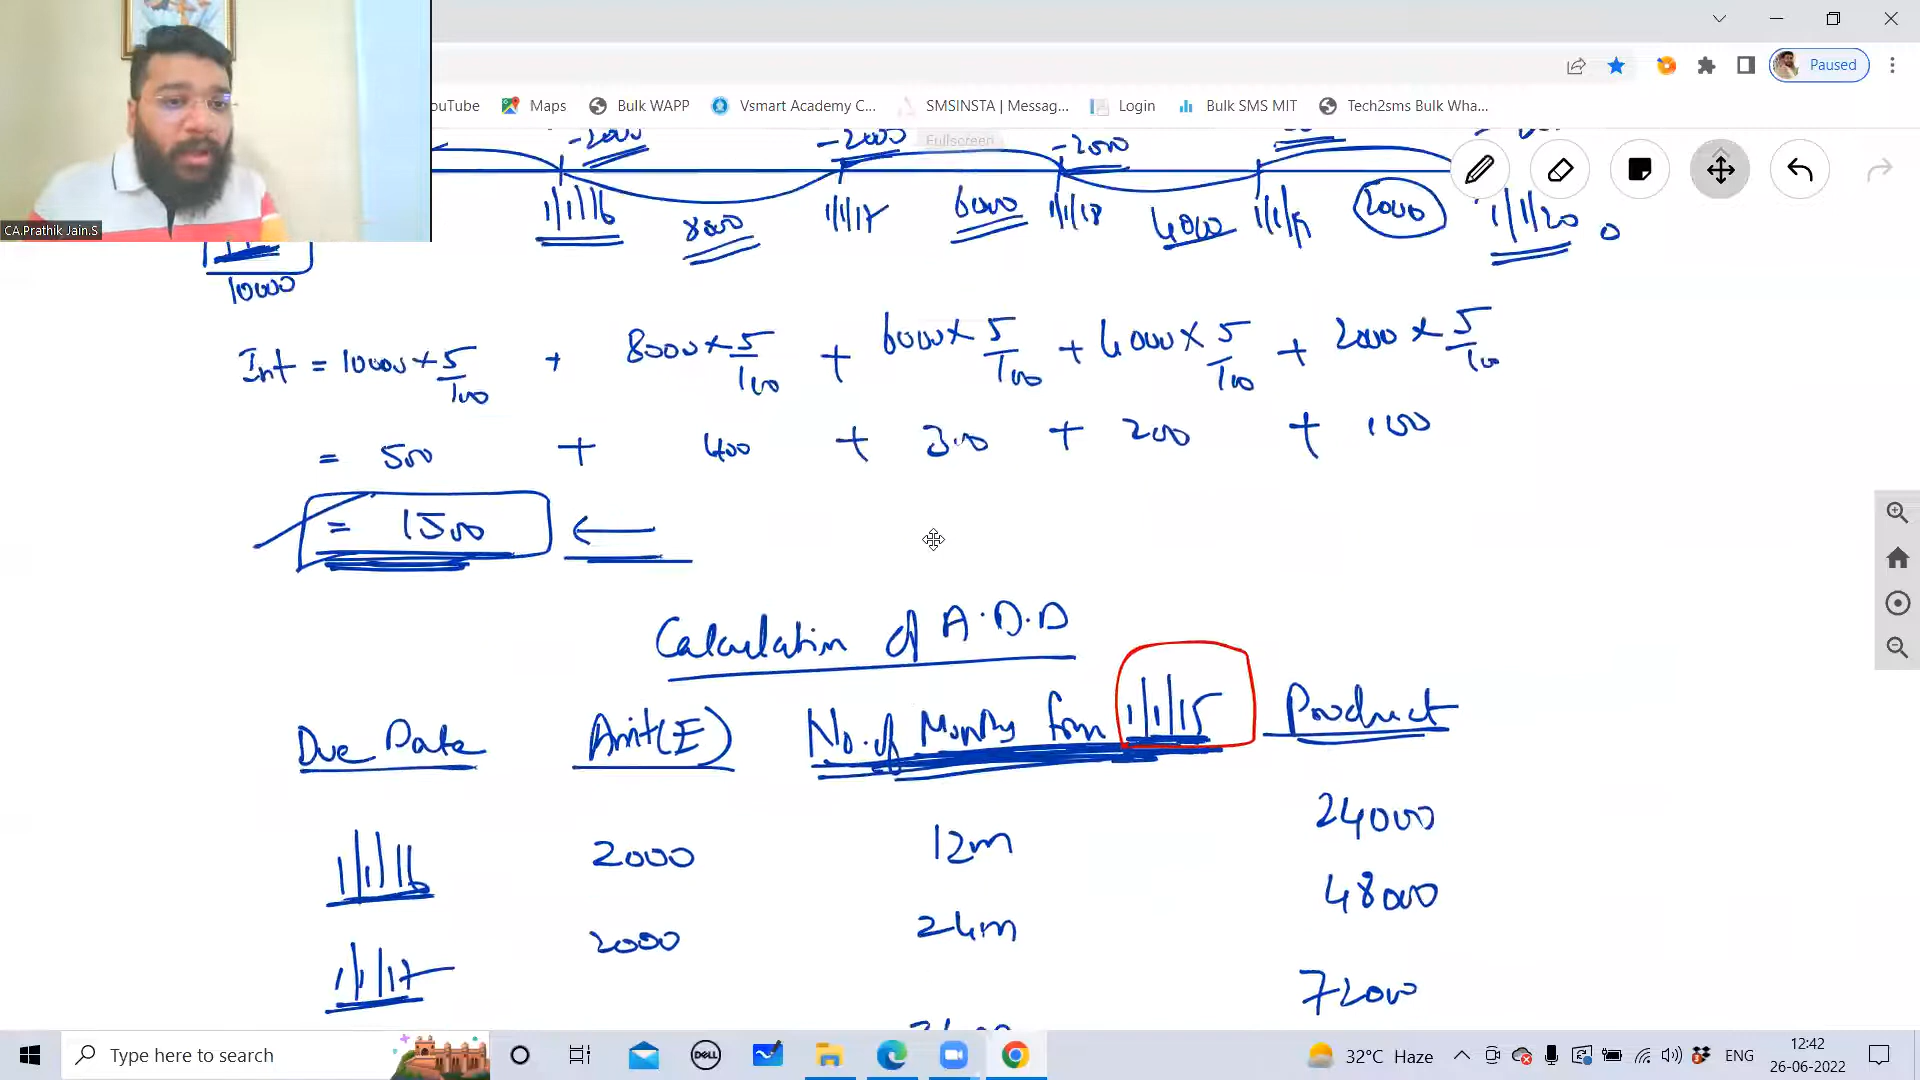 Paused
ouTube Maps Bulk WAPP Vsmart Academy C... SMSINSTA | Messag... Login Bulk SMS MIT Tech2sms Bulk Wha...
Fullscreen
-2000 -2000 -2000
1/1/16 8000 1/1/17 6000 1/1/18 4000 1/1/19 2000 1/1/20 0
CA.Prathik Jain.S
10000
Int = 10000 × 5/100 + 8000 × 5/100 + 6000 × 5/100 + 4000 × 5/100 + 2000 × 5/100
= 500 + 400 + 300 + 200 + 100
= 1500
Calculation of A.D.D
Due Date Amt(E) No. of Months from 1/1/15 Product
1/1/16 2000 12m 24000
1/1/17 2000 24m 48000
72000
Type here to search
DELL
32°C Haze
ENG
12:42
26-06-2022